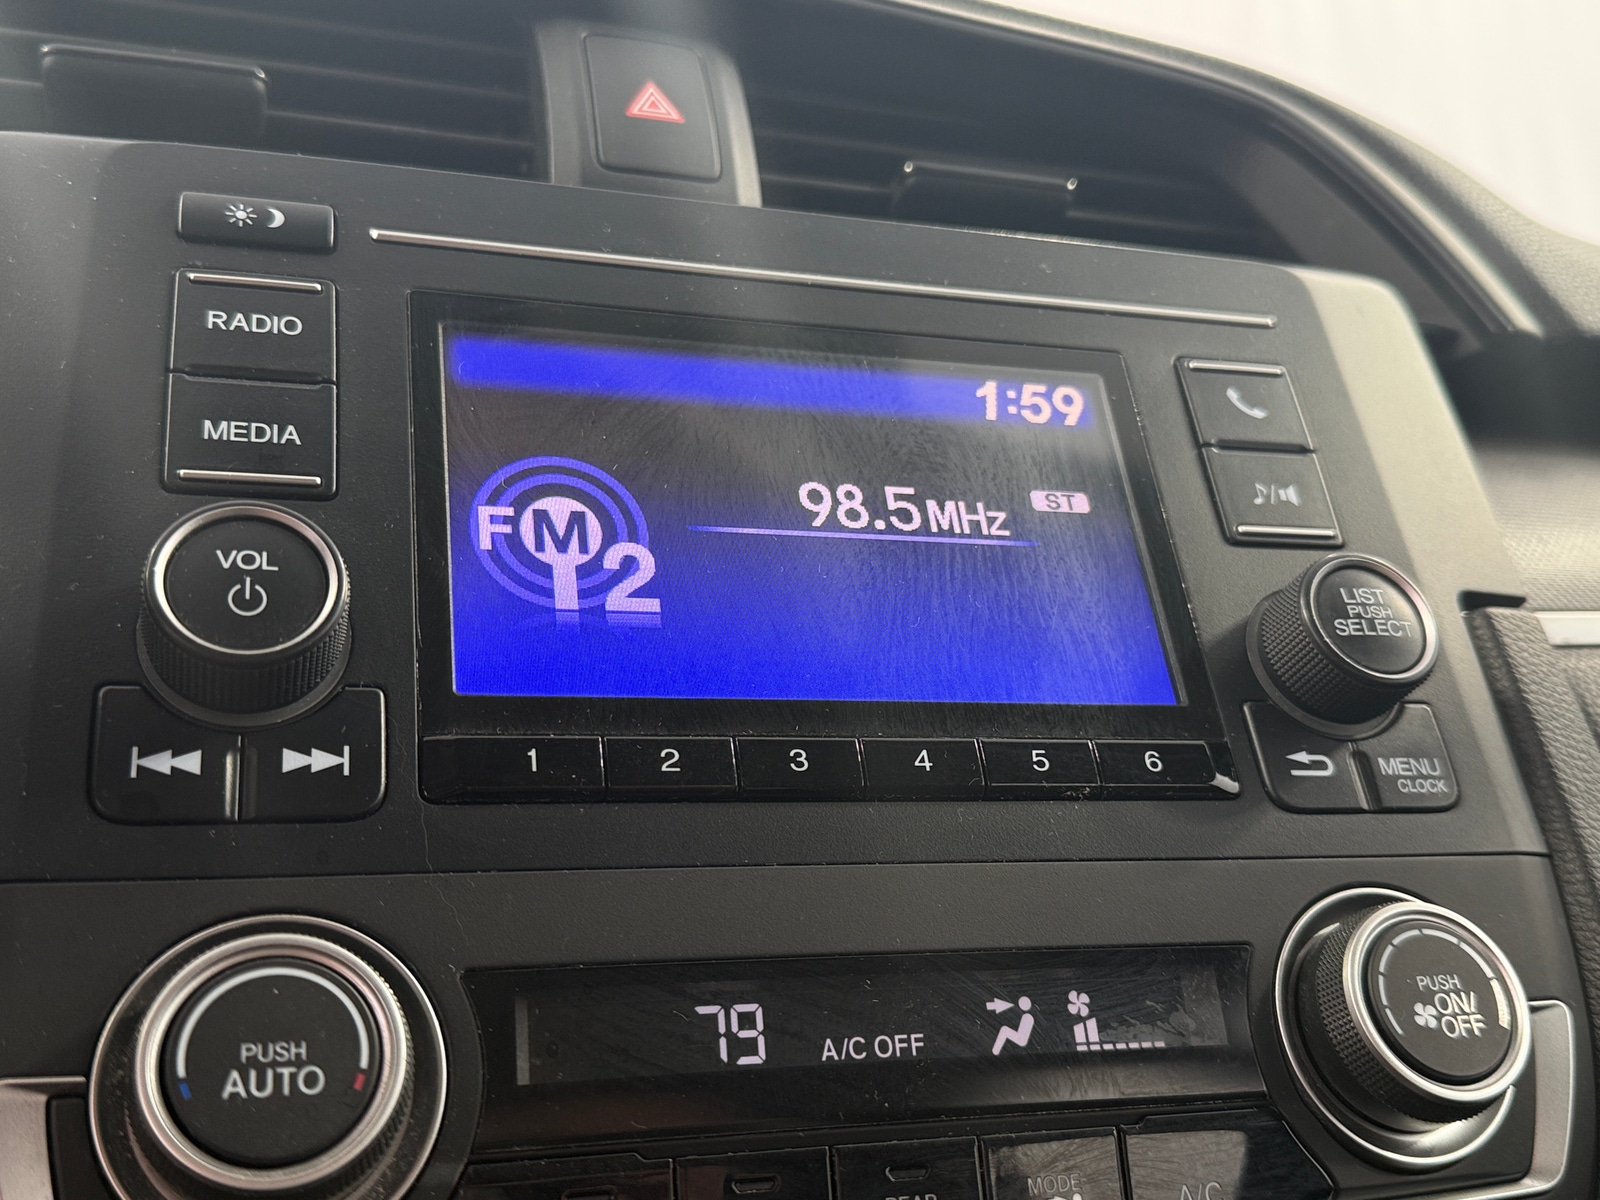 RADIO
MEDIA
VOL
1:59
98.5MHz
ST
FM
2
LIST
PUSH
SELECT
1 2 3 4 5 6
MENU
CLOCK
PUSH
AUTO
79
A/C OFF
PUSH
ON/
OFF
REAR
MODE
A/C